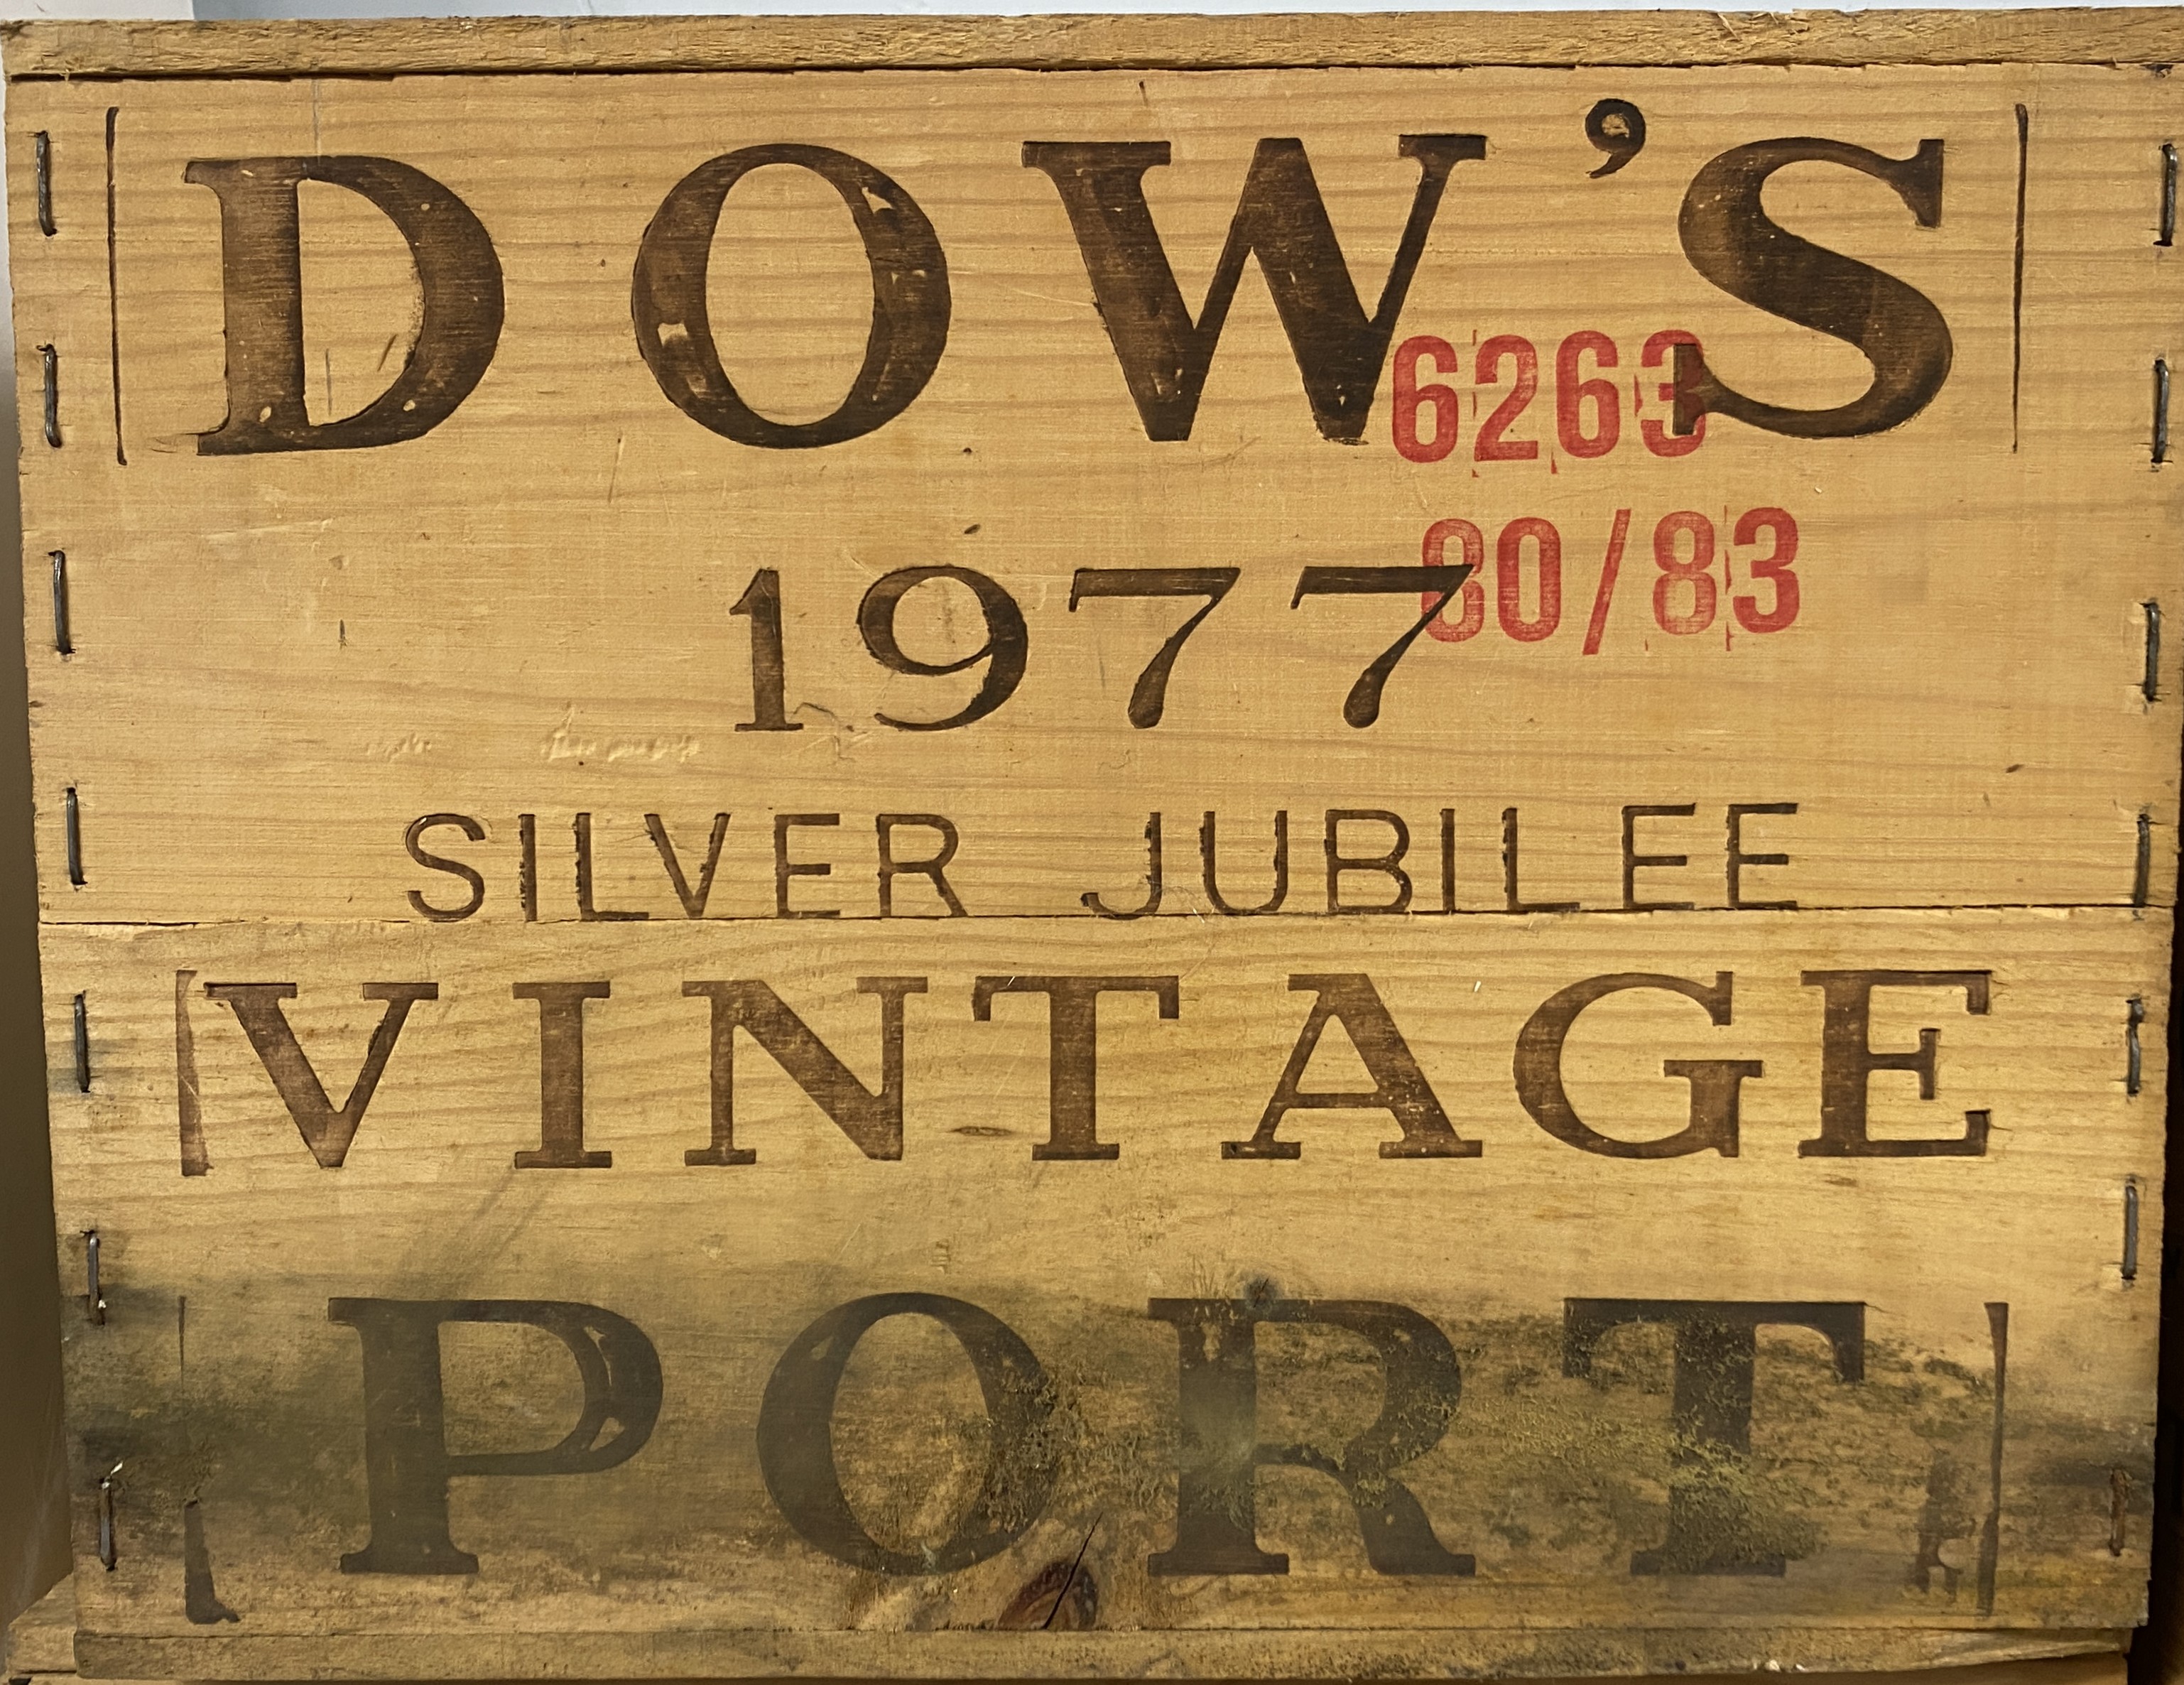 DOW'S
6263
80/83
1977
SILVER JUBILEE
VINTAGE
PORT